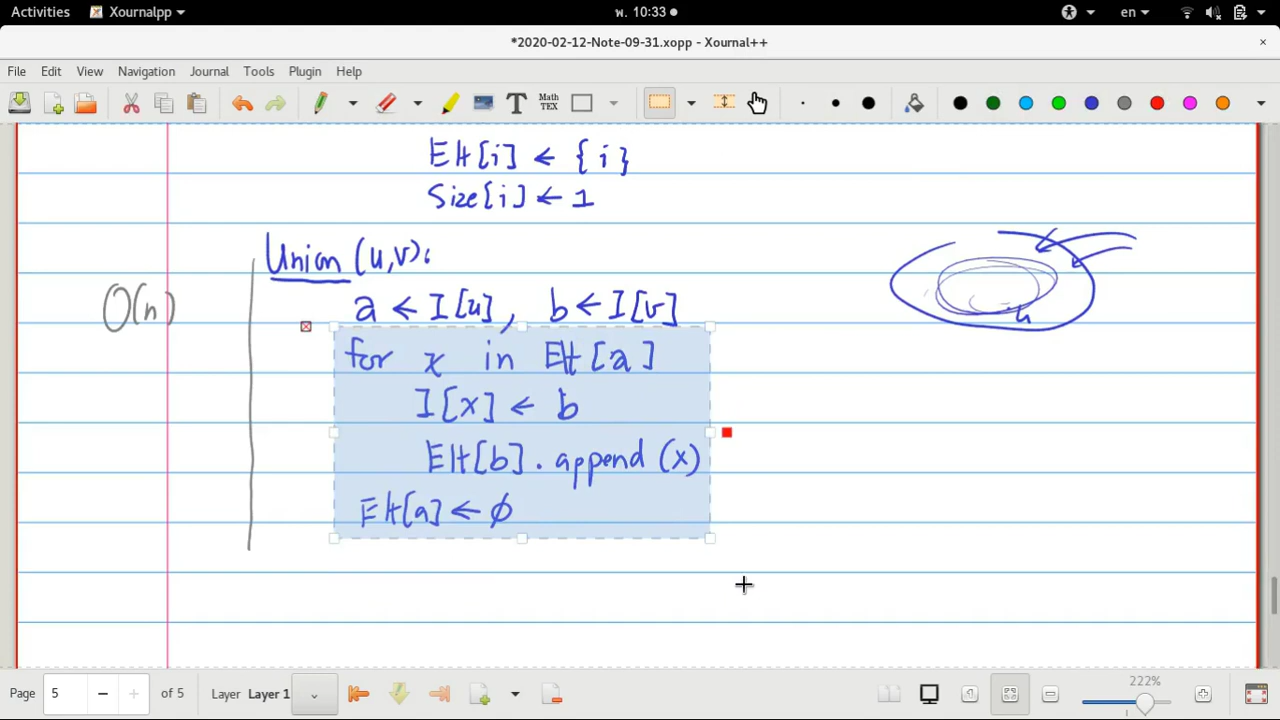 Activities Xournalpp พ. 10:33 en
*2020-02-12-Note-09-31.xopp - Xournal++
File Edit View Navigation Journal Tools Plugin Help
Math TEX
Elt[i] ← {i}
Size[i] ← 1
Union (u,v):
O(n)
a ← I[u], b ← I[v]
for x in Elt[a]
I[x] ← b
Elt[b].append(x)
Elt[a] ← ∅
u
Page 5 of 5 Layer Layer 1 222%